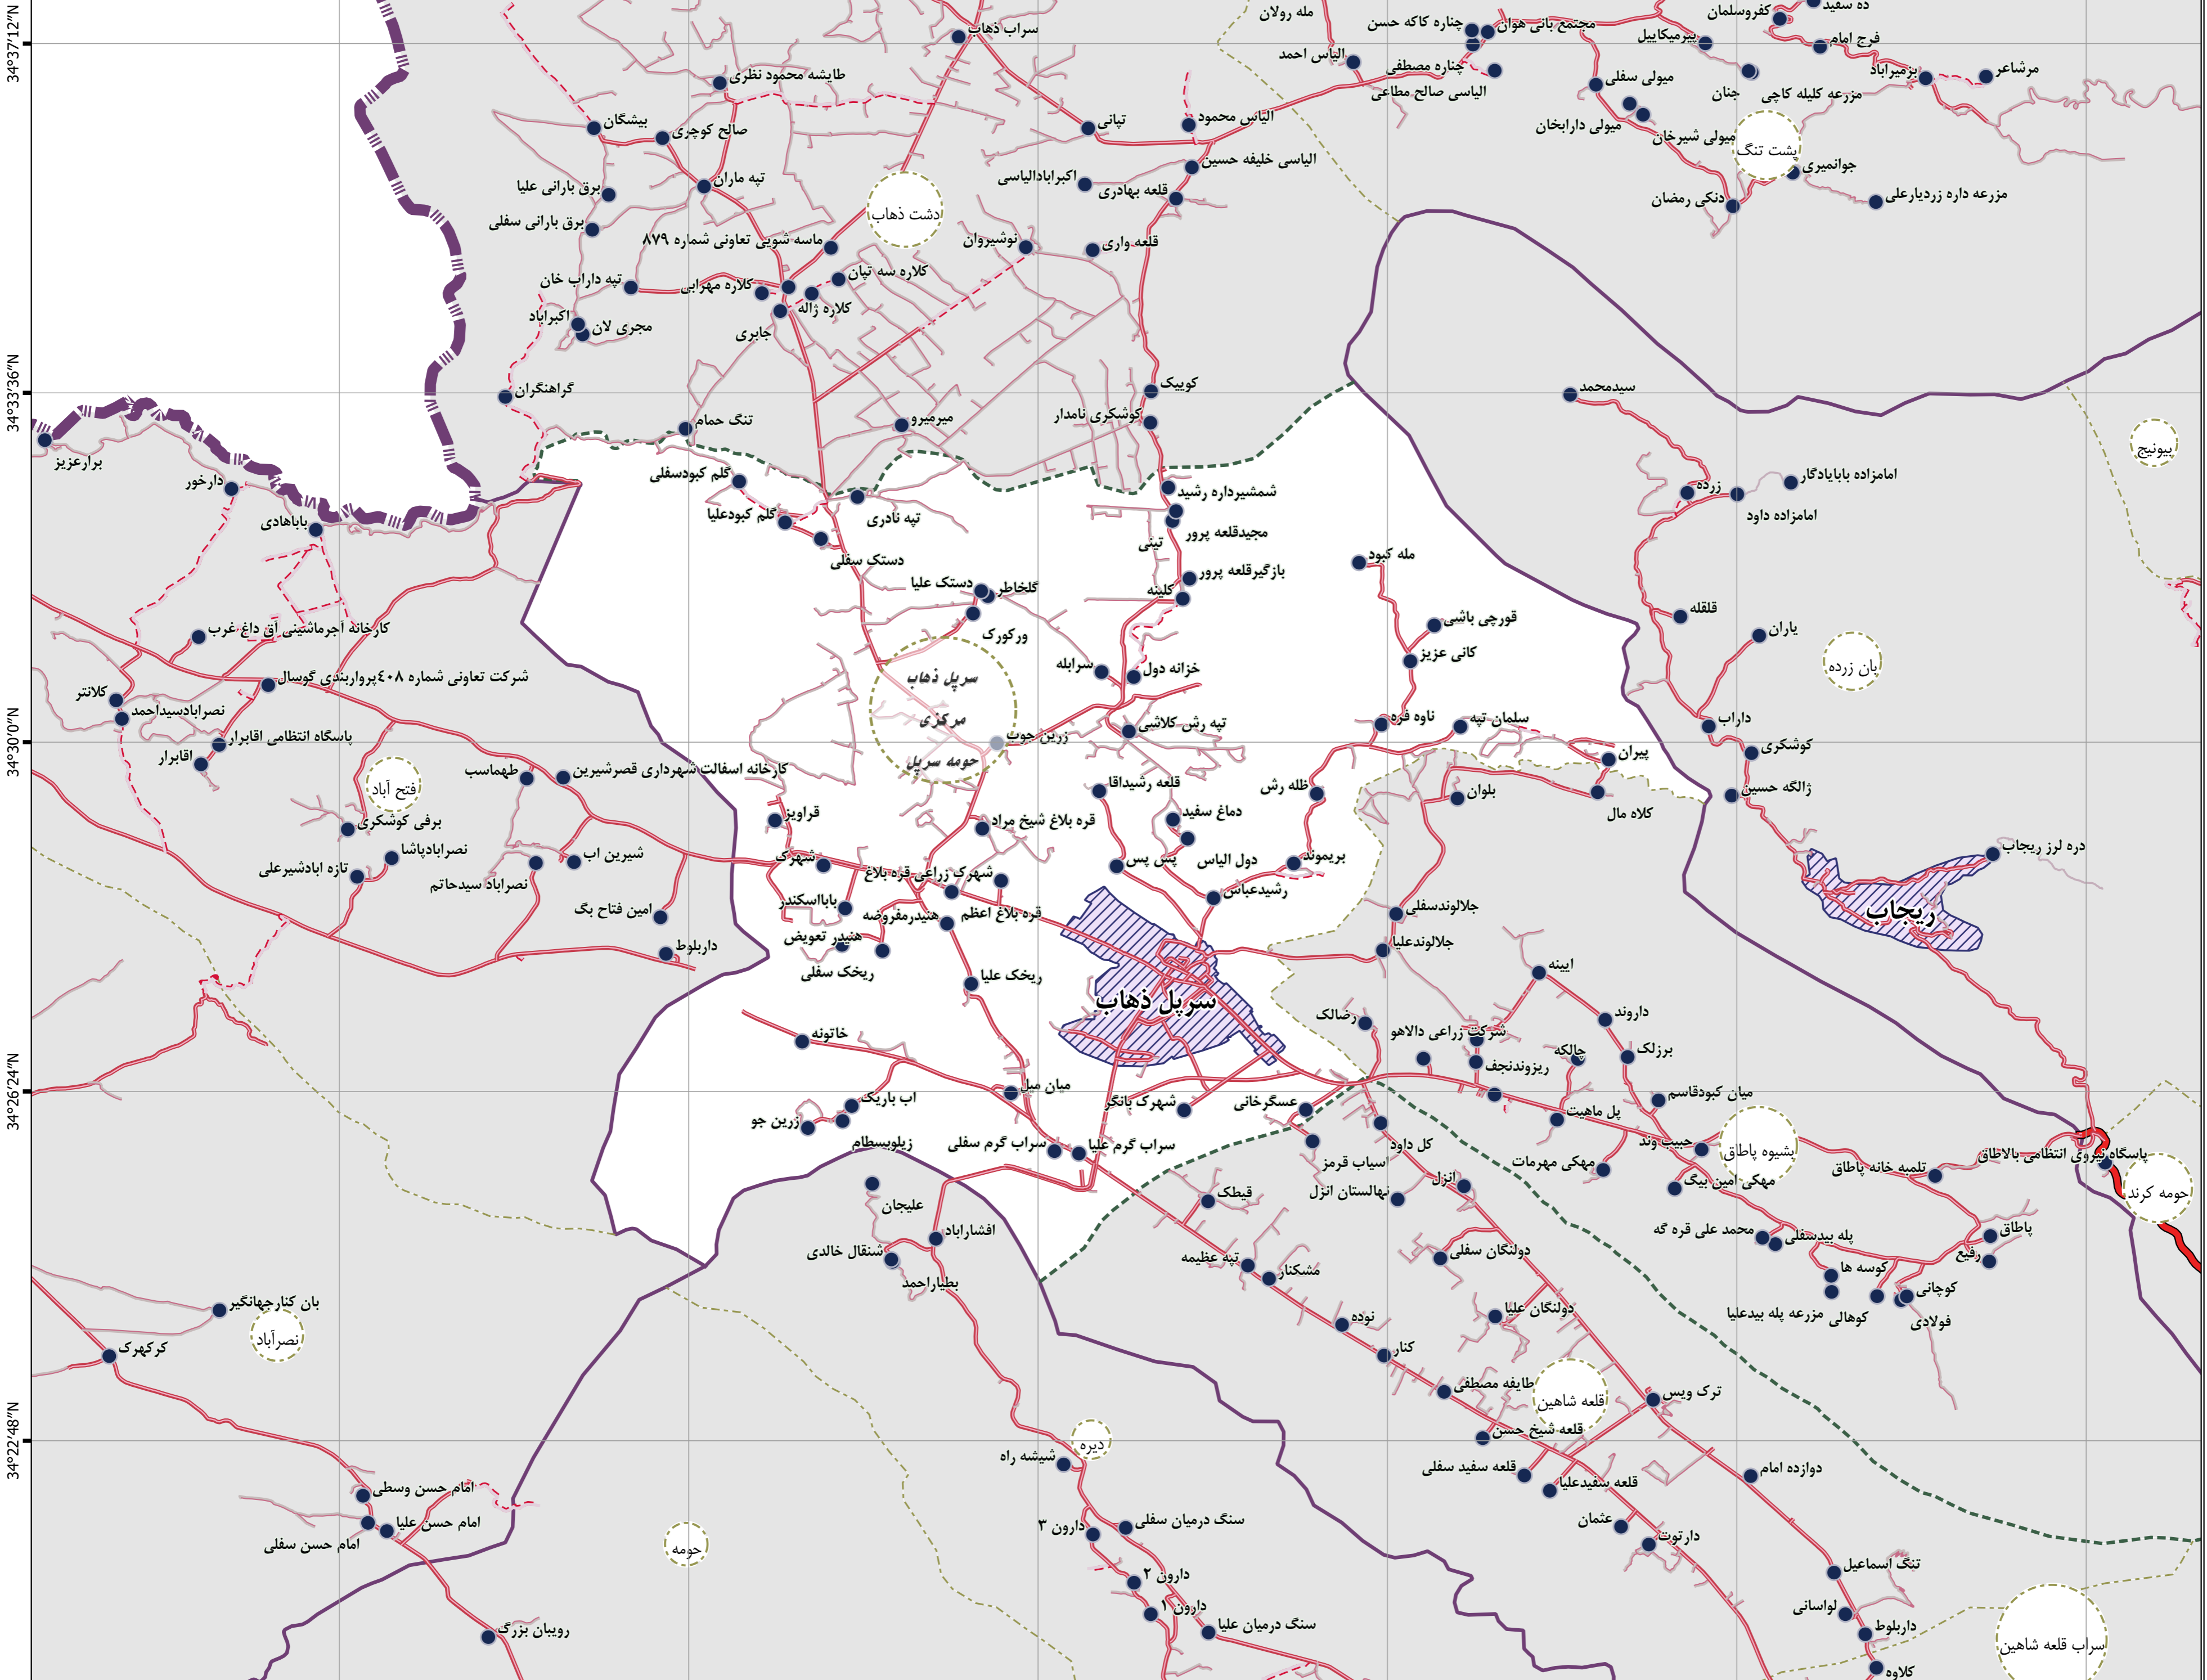 34°37'12"N
34°33'36"N
34°30'0"N
34°26'24"N
34°22'48"N
سراب ذهاب
مله رولان
چناره کاکه حسن
مجتمع بانی هوان
کفروسلمان
ده سفید
پیرمیکاییل
فرج امام
الیاس احمد
چناره مصطفی
الیاسی صالح مطاعی
میولی سفلی
جنان
مزرعه کلیله کاچی
بزمیراباد
مرشاعر
طایشه محمود نظری
بیشگان
صالح کوچری
تپانی
الیاس محمود
میولی دارابخان
میولی شیرخان
پشت تنگ
جوانمیری
الیاسی خلیفه حسین
برق بارانی علیا
تپه ماران
اکبرابادالیاسی
قلعه بهادری
دنکی رمضان
مزرعه داره زردیارعلی
دشت ذهاب
برق بارانی سفلی
ماسه شویی تعاونی شماره ۸۷۹
نوشیروان
قلعه واری
تپه داراب خان
کلاره مهرابی
کلاره سه تپان
کلاره ژاله
اکبراباد
مجری لان
جابری
گراهنگران
کوییک
سیدمحمد
کوشکری نامدار
تنگ حمام
میرمیرو
پیونیج
برارعزیز
دارخور
باباهادی
گلم کبودسفلی
گلم کبودعلیا
تپه نادری
دستک سفلی
شمشیرداره رشید
مجیدقلعه پرور
تینی
زرده
امامزاده بابایادگار
امامزاده داود
مله کبود
بازگیرقلعه پرور
کلینه
دستک علیا
گلخاطر
ورکورک
قورچی باشی
کانی عزیز
قلقله
یاران
بان زرده
کارخانه اجرماشینی آق داغ غرب
شرکت تعاونی شماره ٤٠٨پرواربندی گوسال
کلانتر
نصرابادسیداحمد
پاسگاه انتظامی اقابرار
اقابرار
سرپل ذهاب
مرکزی
حومه سرپل
زرین جوب
سرابله
خزانه دول
تپه رش کلاشی
ناوه فره
سلمان تپه
پیران
داراب
کوشکری
ژالگه حسین
فتح آباد
طهماسب
کارخانه اسفالت شهرداری قصرشیرین
قلعه رشیداقا
ظله رش
بلوان
کلاه مال
برفی کوشکری
قراویز
قره بلاغ شیخ مراد
دماغ سفید
دول الیاس
پس پس
بریموند
رشیدعباس
نصرابادپاشا
تازه ابادشیرعلی
شیرین اب
نصراباد سیدحاتم
شهرک
شهرک زراعی قره بلاغ
قره بلاغ اعظم
بابااسکندر
هنیدرمفروضه
هنیدر تعویض
ریخک سفلی
ریخک علیا
امین فتاح بگ
داربلوط
جلالوندسفلی
جلالوندعلیا
ریجاب
دره لرز ریجاب
سرپل ذهاب
ایینه
داروند
رضالک
شرکت زراعی دالاهو
ریزوندنجف
جالکه
برزلک
خاتونه
میان میل
اب باریک
زرین جو
زیلوبیسطام
شهرک بانگر
عسگرخانی
میان کبودقاسم
پل ماهیت
حبیب وند
پشیوه پاطاق
پاسگاه نیروی انتظامی بالاطاق
سراب گرم سفلی
سراب گرم علیا
اسیاب قرمز
کل داود
مهکی مهرمات
مهکی امین بیگ
تلمبه خانه پاطاق
حومه کرند
علیجان
قیطک
نهالستان انزل
انزل
محمد علی قره گه
پله بیدسفلی
پاطاق
رفیع
افشاراباد
شنقال خالدی
بطیاراحمد
تپه عظیمه
مشکنار
دولتگان سفلی
دولتگان علیا
کوسه ها
کوچانی
مزرعه پله بیدعلیا
کوهالی
فولادی
بان کنارجهانگیر
نصرآباد
کرکهرک
نوده
کنار
طایفه مصطفی
قلعه شاهین
ترک ویس
قلعه شیخ حسن
دیره
شیشه راه
قلعه سفید سفلی
قلعه سفیدعلیا
دوازده امام
امام حسن وسطی
امام حسن علیا
امام حسن سفلی
حومه
دارون ۳
سنگ درمیان سفلی
عثمان
دارتوت
دارون ۲
دارون ۱
تنگ اسماعیل
لواسانی
داربلوط
سنگ درمیان علیا
رویبان بزرگ
سراب قلعه شاهین
کلاوه